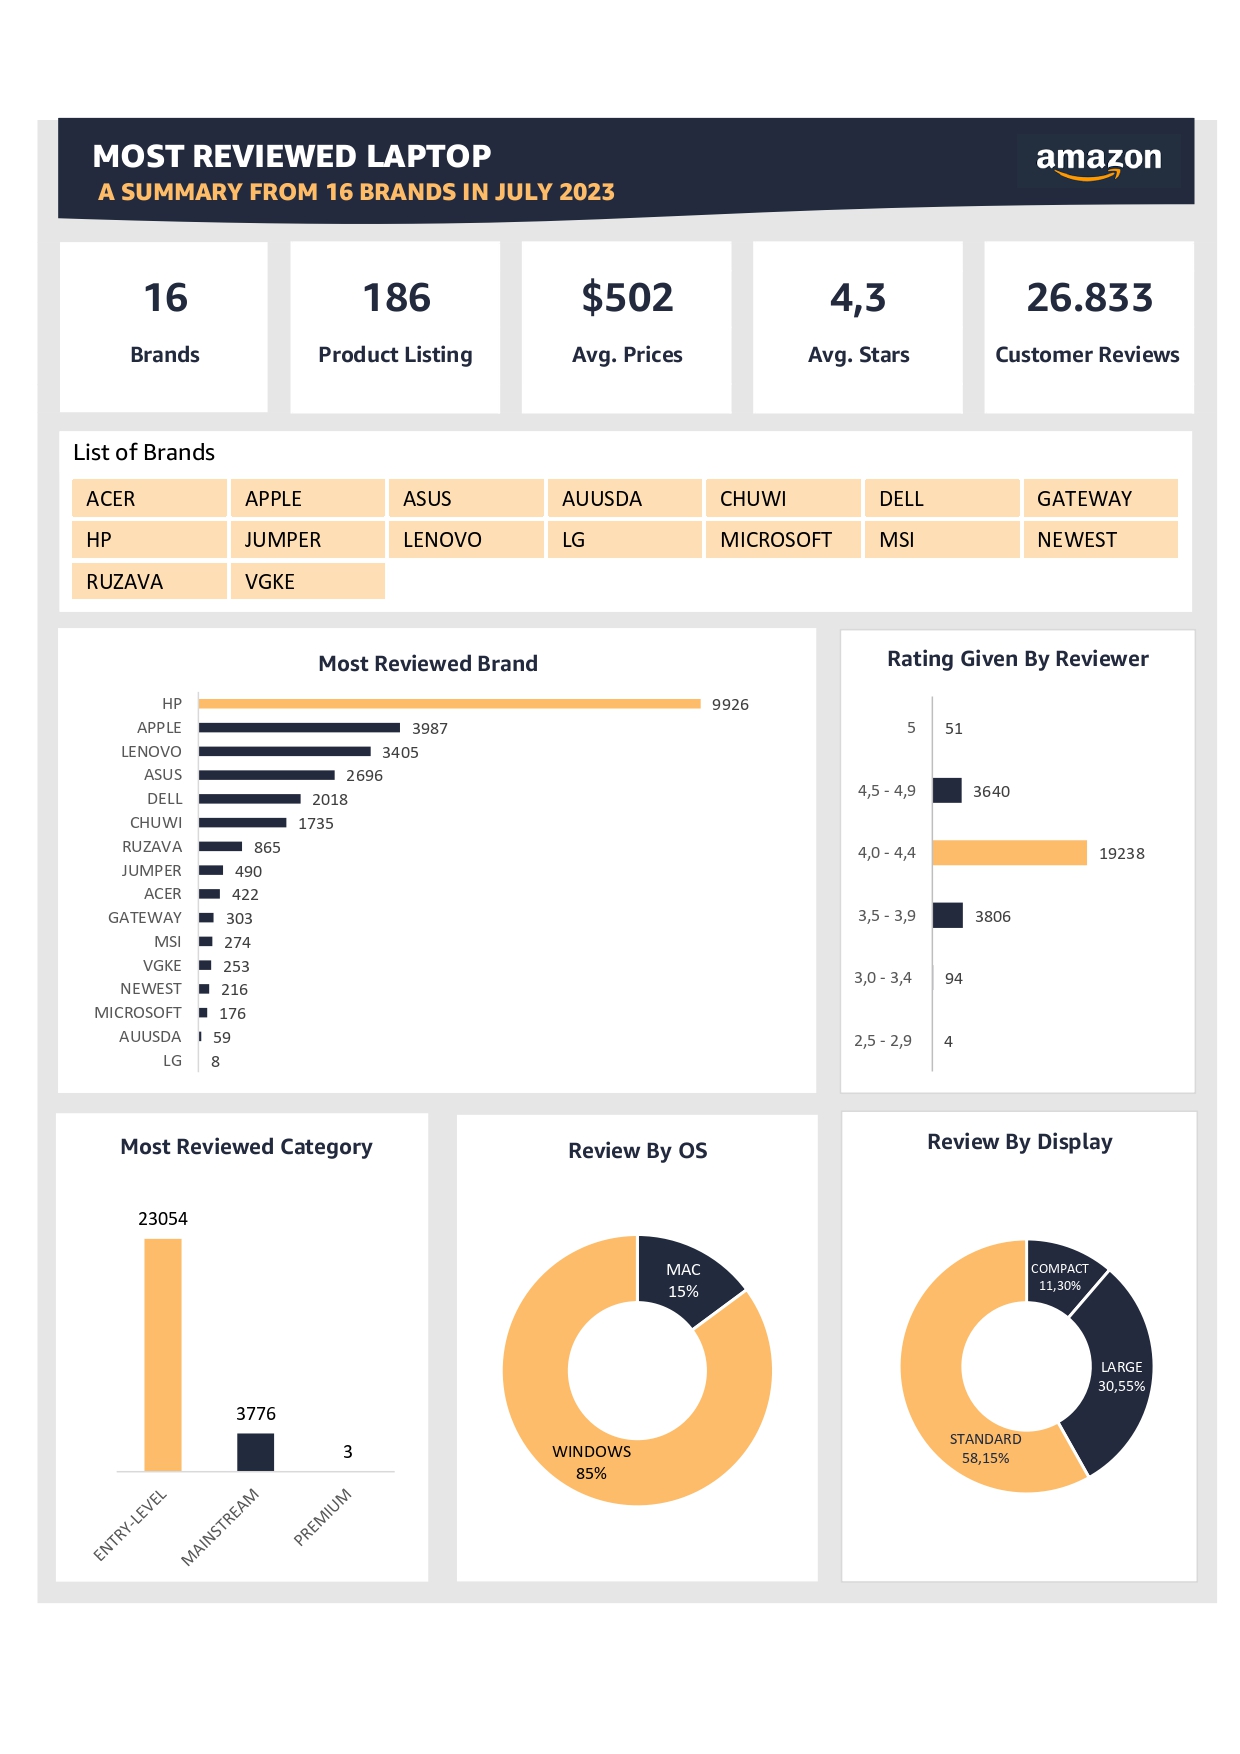 MOST REVIEWED LAPTOP
A SUMMARY FROM 16 BRANDS IN JULY 2023
amazon
16
Brands
186
Product Listing
$502
Avg. Prices
4,3
Avg. Stars
26.833
Customer Reviews
List of Brands
ACER APPLE ASUS AUUSDA CHUWI DELL GATEWAY
HP JUMPER LENOVO LG MICROSOFT MSI NEWEST
RUZAVA VGKE
Most Reviewed Brand
HP 9926
APPLE 3987
LENOVO 3405
ASUS 2696
DELL 2018
CHUWI 1735
RUZAVA 865
JUMPER 490
ACER 422
GATEWAY 303
MSI 274
VGKE 253
NEWEST 216
MICROSOFT 176
AUUSDA 59
LG 8
Rating Given By Reviewer
5 51
4,5 - 4,9 3640
4,0 - 4,4 19238
3,5 - 3,9 3806
3,0 - 3,4 94
2,5 - 2,9 4
Most Reviewed Category
23054
3776
3
ENTRY-LEVEL
MAINSTREAM
PREMIUM
Review By OS
MAC
15%
WINDOWS
85%
Review By Display
COMPACT
11,30%
LARGE
30,55%
STANDARD
58,15%